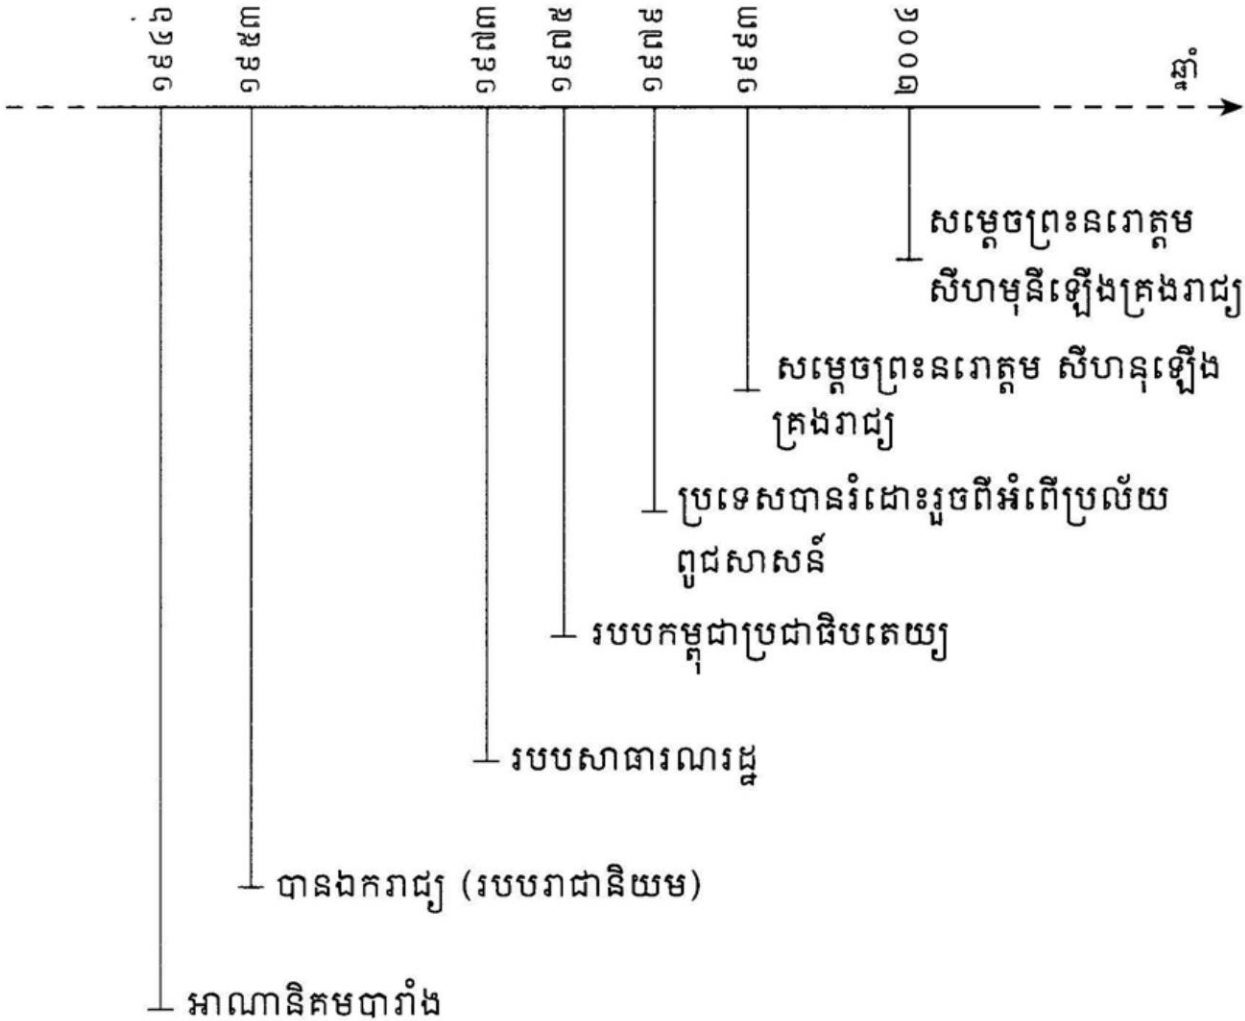 ១៩៤៦
១៩៥៣
១៩៧៣
១៩៧៥
១៩៧៩
១៩៩៣
២០០៤
ឆ្នាំ
សម្ដេចព្រះនរោត្ដម
សីហមុនីឡើងគ្រងរាជ្យ
សម្ដេចព្រះនរោត្ដម សីហនុឡើង
គ្រងរាជ្យ
ប្រទេសបានរំដោះរួចពីអំពើប្រល័យ
ពូជសាសន៍
របបកម្ពុជាប្រជាធិបតេយ្យ
របបសាធារណរដ្ឋ
បានឯករាជ្យ (របបរាជានិយម)
អាណានិគមបារាំង